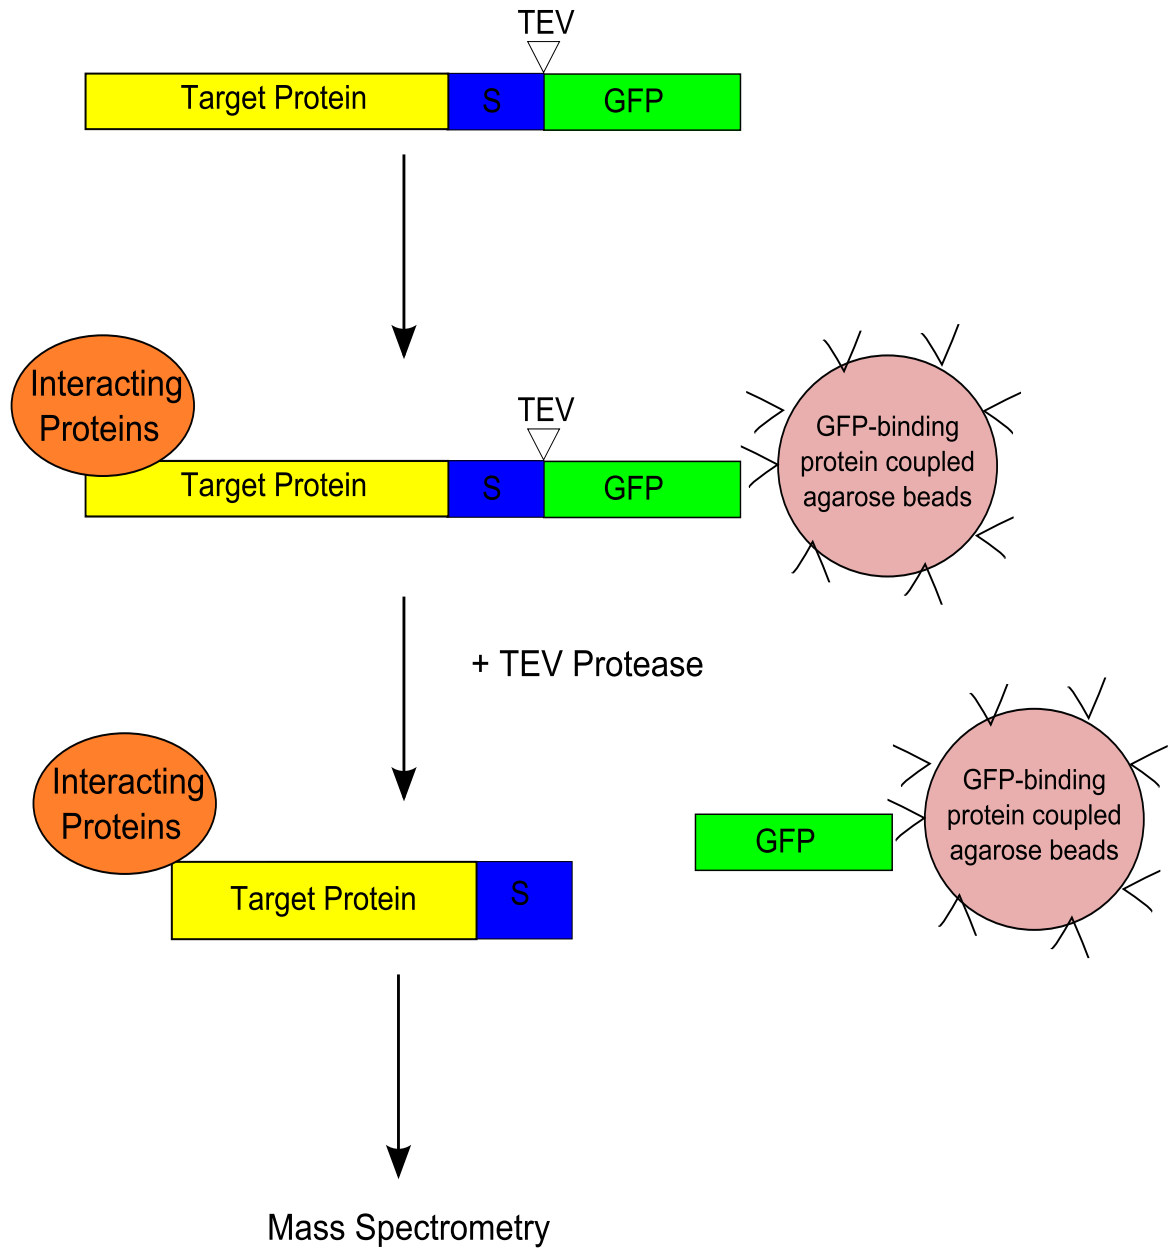 TEV
Target Protein S GFP
Interacting
Proteins
TEV
Target Protein S GFP
GFP-binding
protein coupled
agarose beads
+ TEV Protease
Interacting
Proteins
Target Protein S
GFP
GFP-binding
protein coupled
agarose beads
Mass Spectrometry